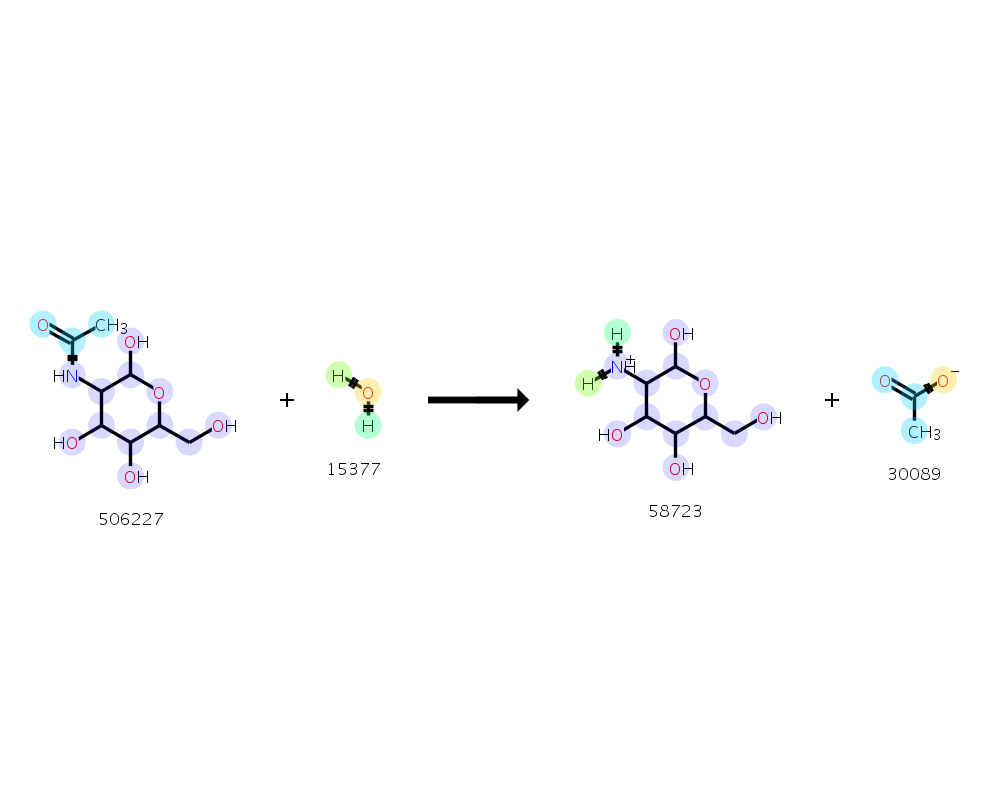 O CH3
OH
HN
O
OH
HO
OH
506227
+
H
O
H
15377
H
OH
NH+
H
O
OH
HO
OH
58723
+
O O−
CH3
30089